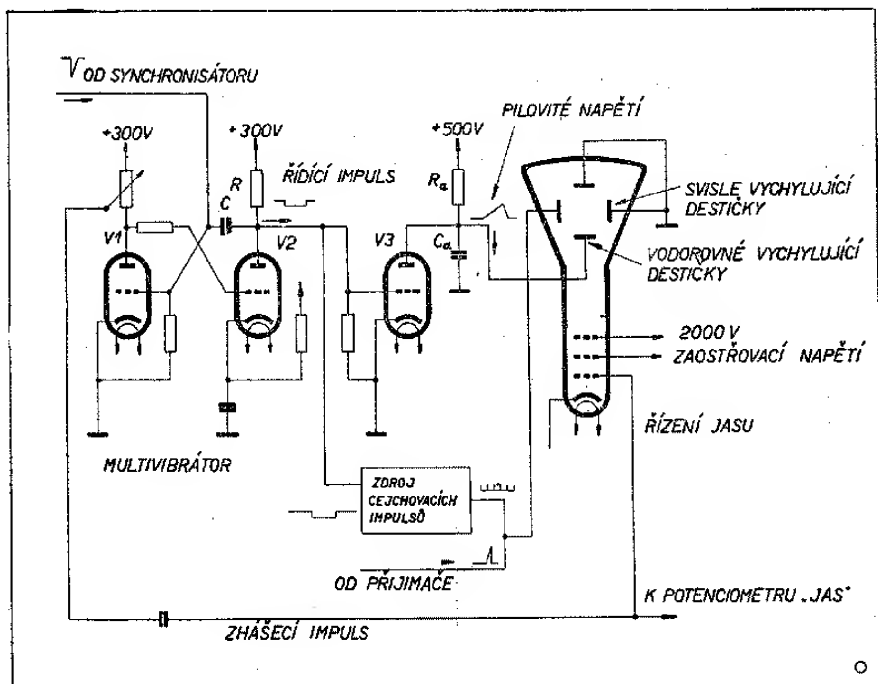 OD SYNCHRONISÁTORU
+300V
+300V
+500V
PILOVITÉ NAPĚTÍ
R
ŘÍDÍCÍ IMPULS
Ra
C
SVISLE VYCHYLUJÍCÍ
DESTIČKY
V1
V2
V3
Ca
VODOROVNÉ VYCHYLUJÍCÍ
DESTIČKY
2000 V
ZAOSTŘOVACÍ NAPĚTÍ
ŘÍZENÍ JASU
MULTIVIBRÁTOR
ZDROJ
CEJCHOVACÍCH
IMPULSŮ
OD PŘIJIMAČE
K POTENCIOMETRU „JAS"
ZHÁŠECÍ IMPULS